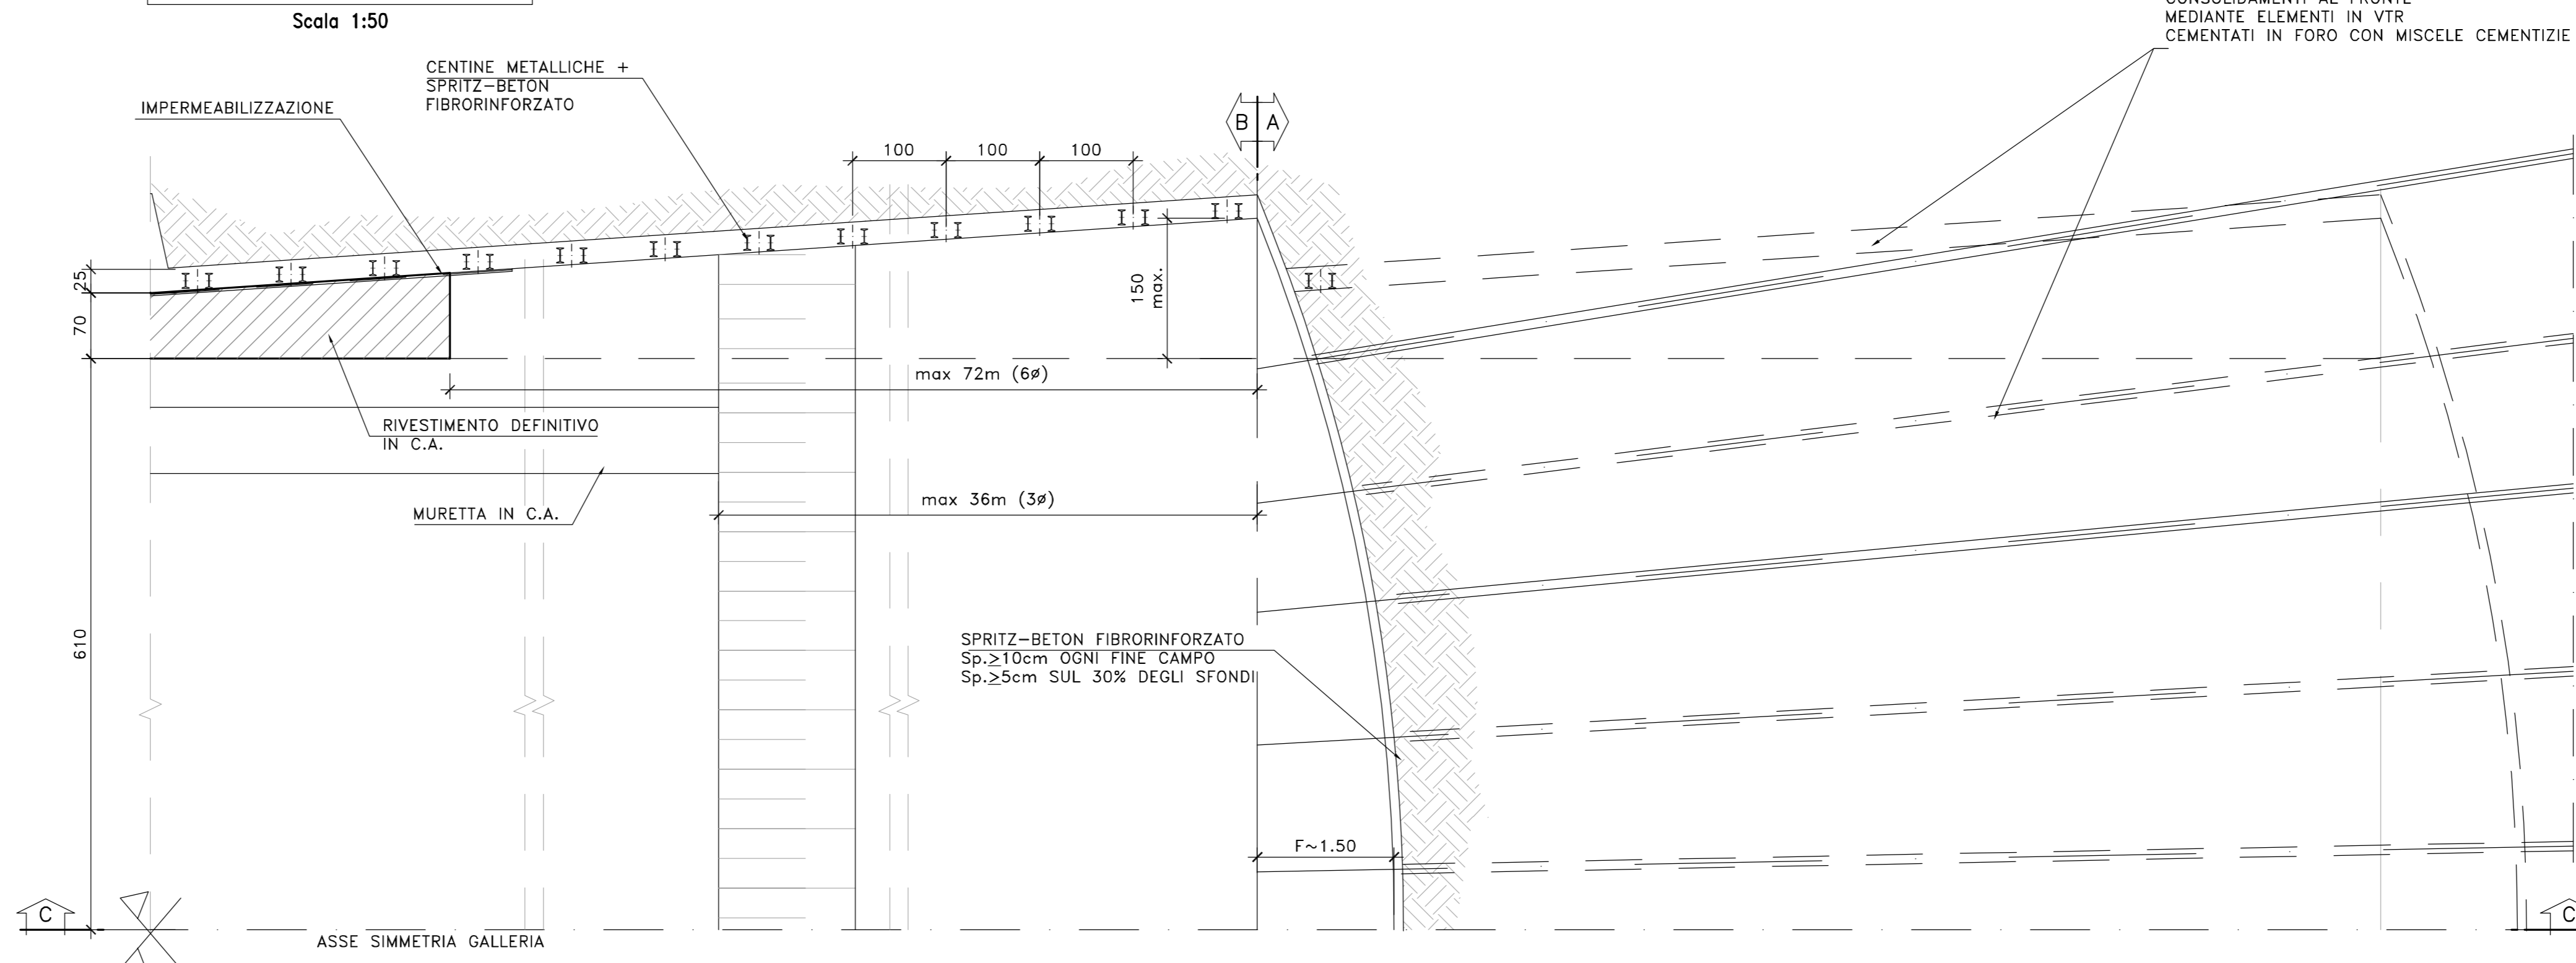 Scala 1:50
CONSOLIDAMENTI AL FRONTE
MEDIANTE ELEMENTI IN VTR
CEMENTATI IN FORO CON MISCELE CEMENTIZIE
CENTINE METALLICHE +
SPRITZ-BETON
FIBRORINFORZATO
IMPERMEABILIZZAZIONE
B A
100 100 100
25
70
150
max.
max 72m (6ø)
RIVESTIMENTO DEFINITIVO
IN C.A.
max 36m (3ø)
MURETTA IN C.A.
610
SPRITZ-BETON FIBRORINFORZATO
Sp.≥10cm OGNI FINE CAMPO
Sp.≥5cm SUL 30% DEGLI SFONDI
F~1.50
C
C
ASSE SIMMETRIA GALLERIA